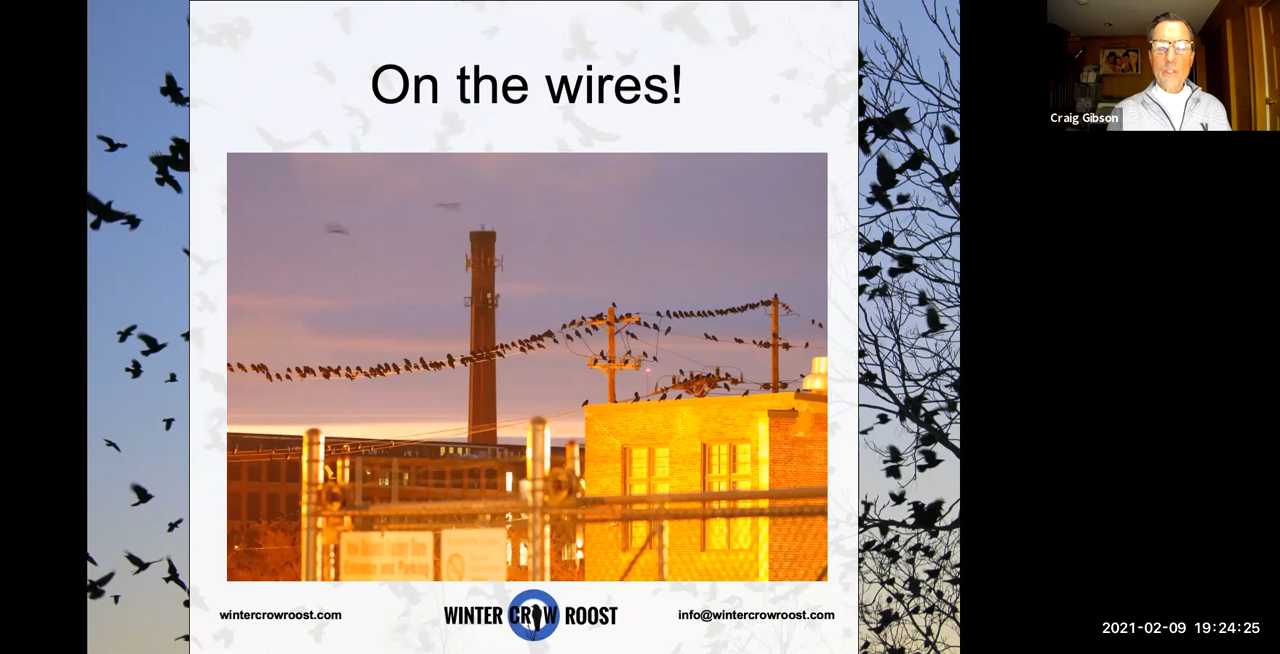 On the wires!
Craig Gibson
wintercrowroost.com
WINTER CROW ROOST
info@wintercrowroost.com
2021-02-09 19:24:25